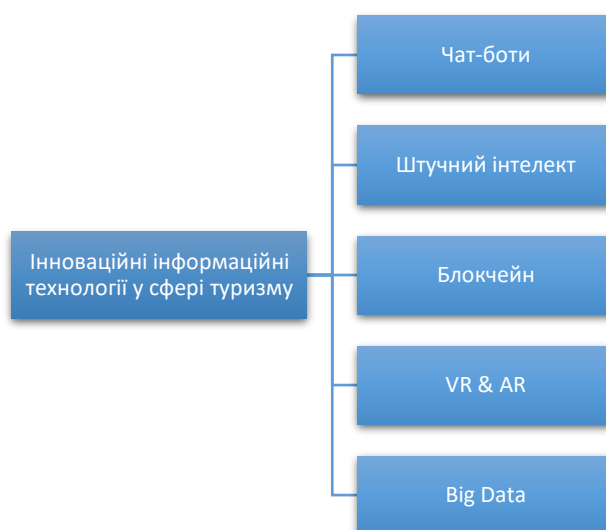 Чат-боти
Штучний інтелект
Інноваційні інформаційні
технології у сфері туризму
Блокчейн
VR & AR
Big Data